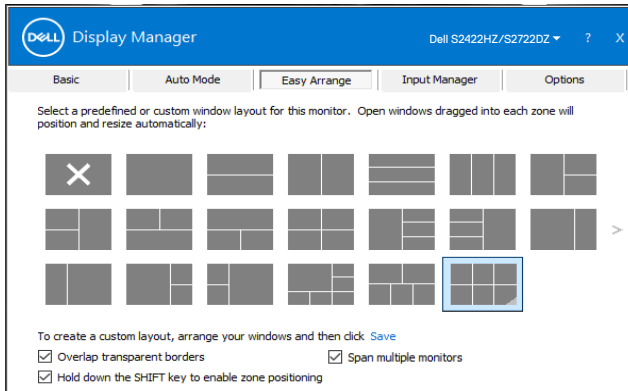 DELL Display Manager Dell S2422HZ/S2722DZ ? X
Basic Auto Mode Easy Arrange Input Manager Options
Select a predefined or custom window layout for this monitor. Open windows dragged into each zone will
position and resize automatically:
To create a custom layout, arrange your windows and then click Save
Overlap transparent borders Span multiple monitors
Hold down the SHIFT key to enable zone positioning